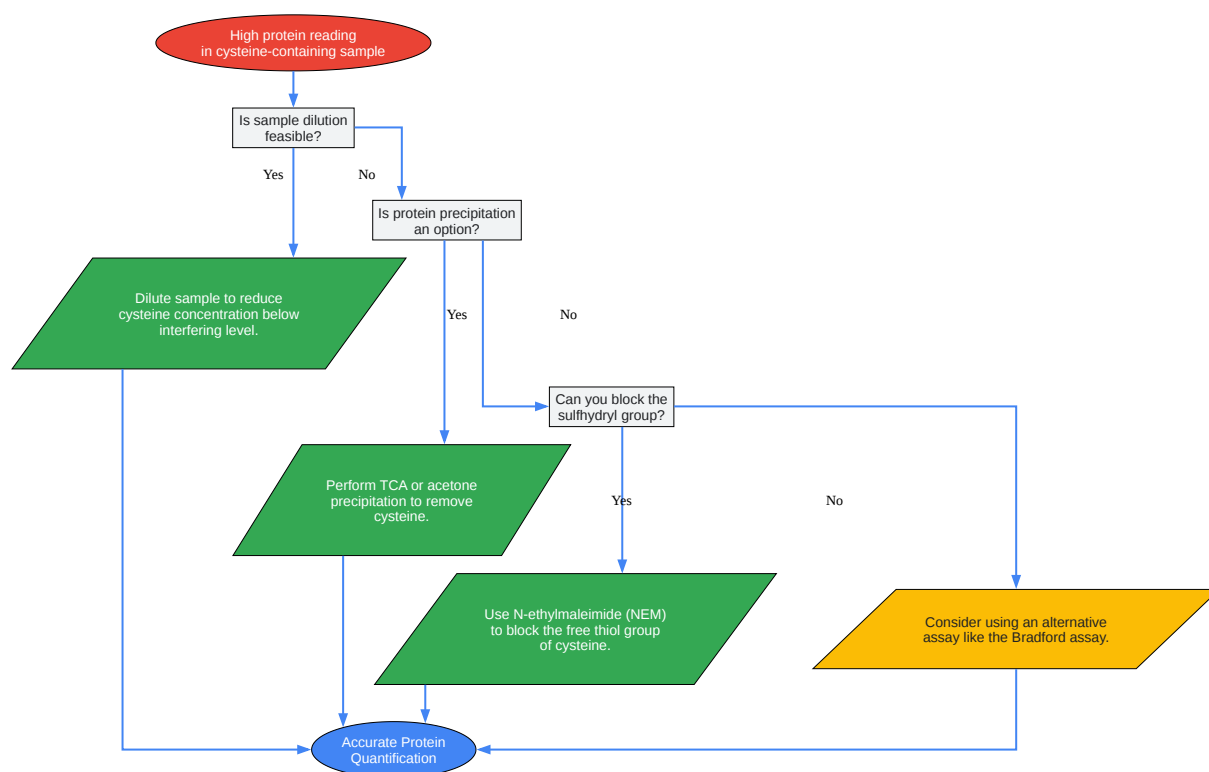 High protein reading
in cysteine-containing sample
Is sample dilution
feasible?
Yes
No
Is protein precipitation
an option?
Dilute sample to reduce
cysteine concentration below
interfering level.
Yes
No
Can you block the
sulfhydryl group?
Perform TCA or acetone
precipitation to remove
cysteine.
Yes
No
Use N-ethylmaleimide (NEM)
to block the free thiol group
of cysteine.
Consider using an alternative
assay like the Bradford assay.
Accurate Protein
Quantification